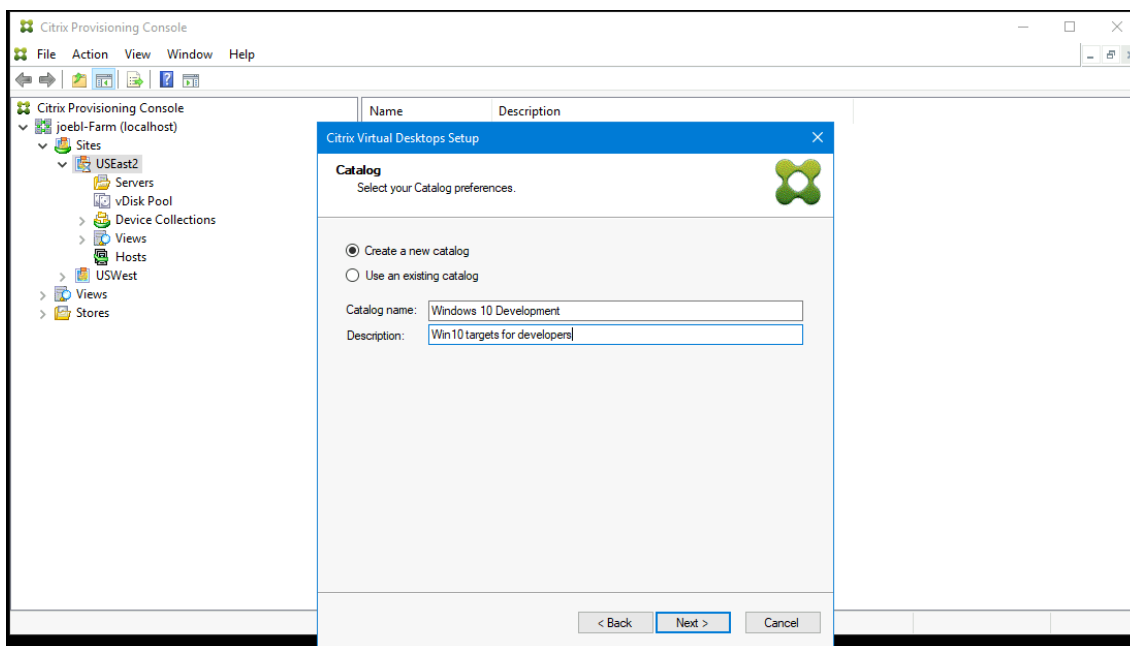 Citrix Provisioning Console
File Action View Window Help
Citrix Provisioning Console
joebl-Farm (localhost)
Sites
USEast2
Servers
vDisk Pool
Device Collections
Views
Hosts
USWest
Views
Stores
Name Description
Citrix Virtual Desktops Setup
Catalog
Select your Catalog preferences.
Create a new catalog
Use an existing catalog
Catalog name: Windows 10 Development
Description: Win10 targets for developers
< Back Next > Cancel